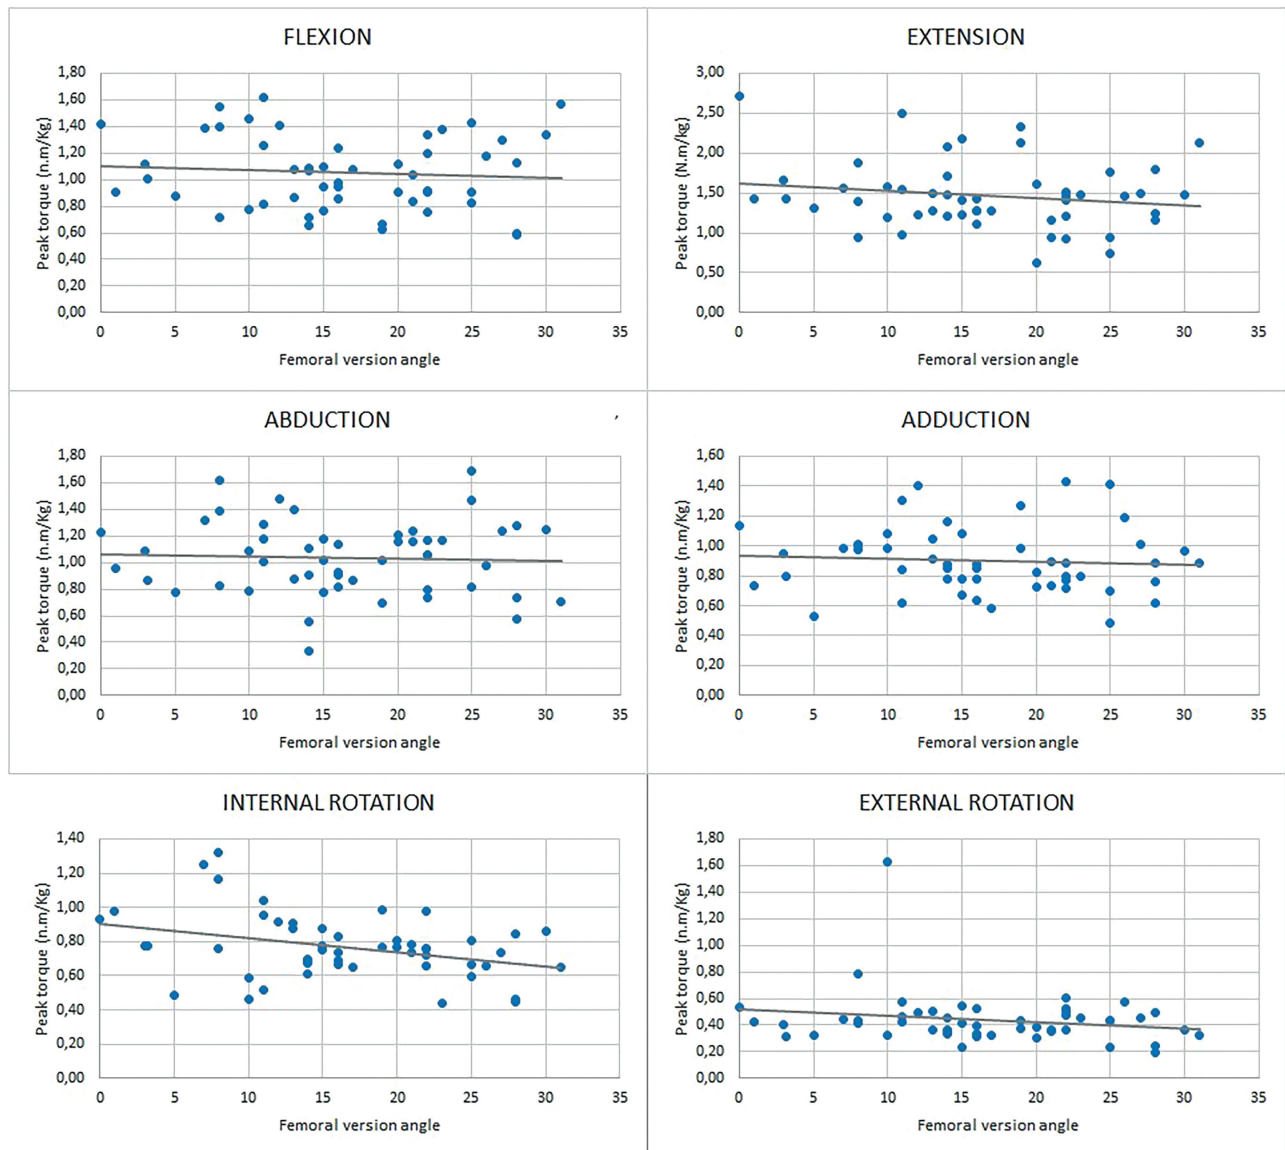 FLEXION
Peak torque (n.m/Kg)
1,80
1,60
1,40
1,20
1,00
0,80
0,60
0,40
0,20
0,00
0 5 10 15 20 25 30 35
Femoral version angle
EXTENSION
Peak torque (N.m/kg)
3,00
2,50
2,00
1,50
1,00
0,50
0,00
0 5 10 15 20 25 30 35
Femoral version angle
ABDUCTION
Peak torque (n.m/Kg)
1,80
1,60
1,40
1,20
1,00
0,80
0,60
0,40
0,20
0,00
0 5 10 15 20 25 30 35
Femoral version angle
ADDUCTION
Peak torque (n.m/Kg)
1,60
1,40
1,20
1,00
0,80
0,60
0,40
0,20
0,00
0 5 10 15 20 25 30 35
Femoral version angle
INTERNAL ROTATION
Peak torque (n.m/Kg)
1,40
1,20
1,00
0,80
0,60
0,40
0,20
0,00
0 5 10 15 20 25 30 35
Femoral version angle
EXTERNAL ROTATION
Peak torque (n.m/Kg)
1,80
1,60
1,40
1,20
1,00
0,80
0,60
0,40
0,20
0,00
0 5 10 15 20 25 30 35
Femoral version angle